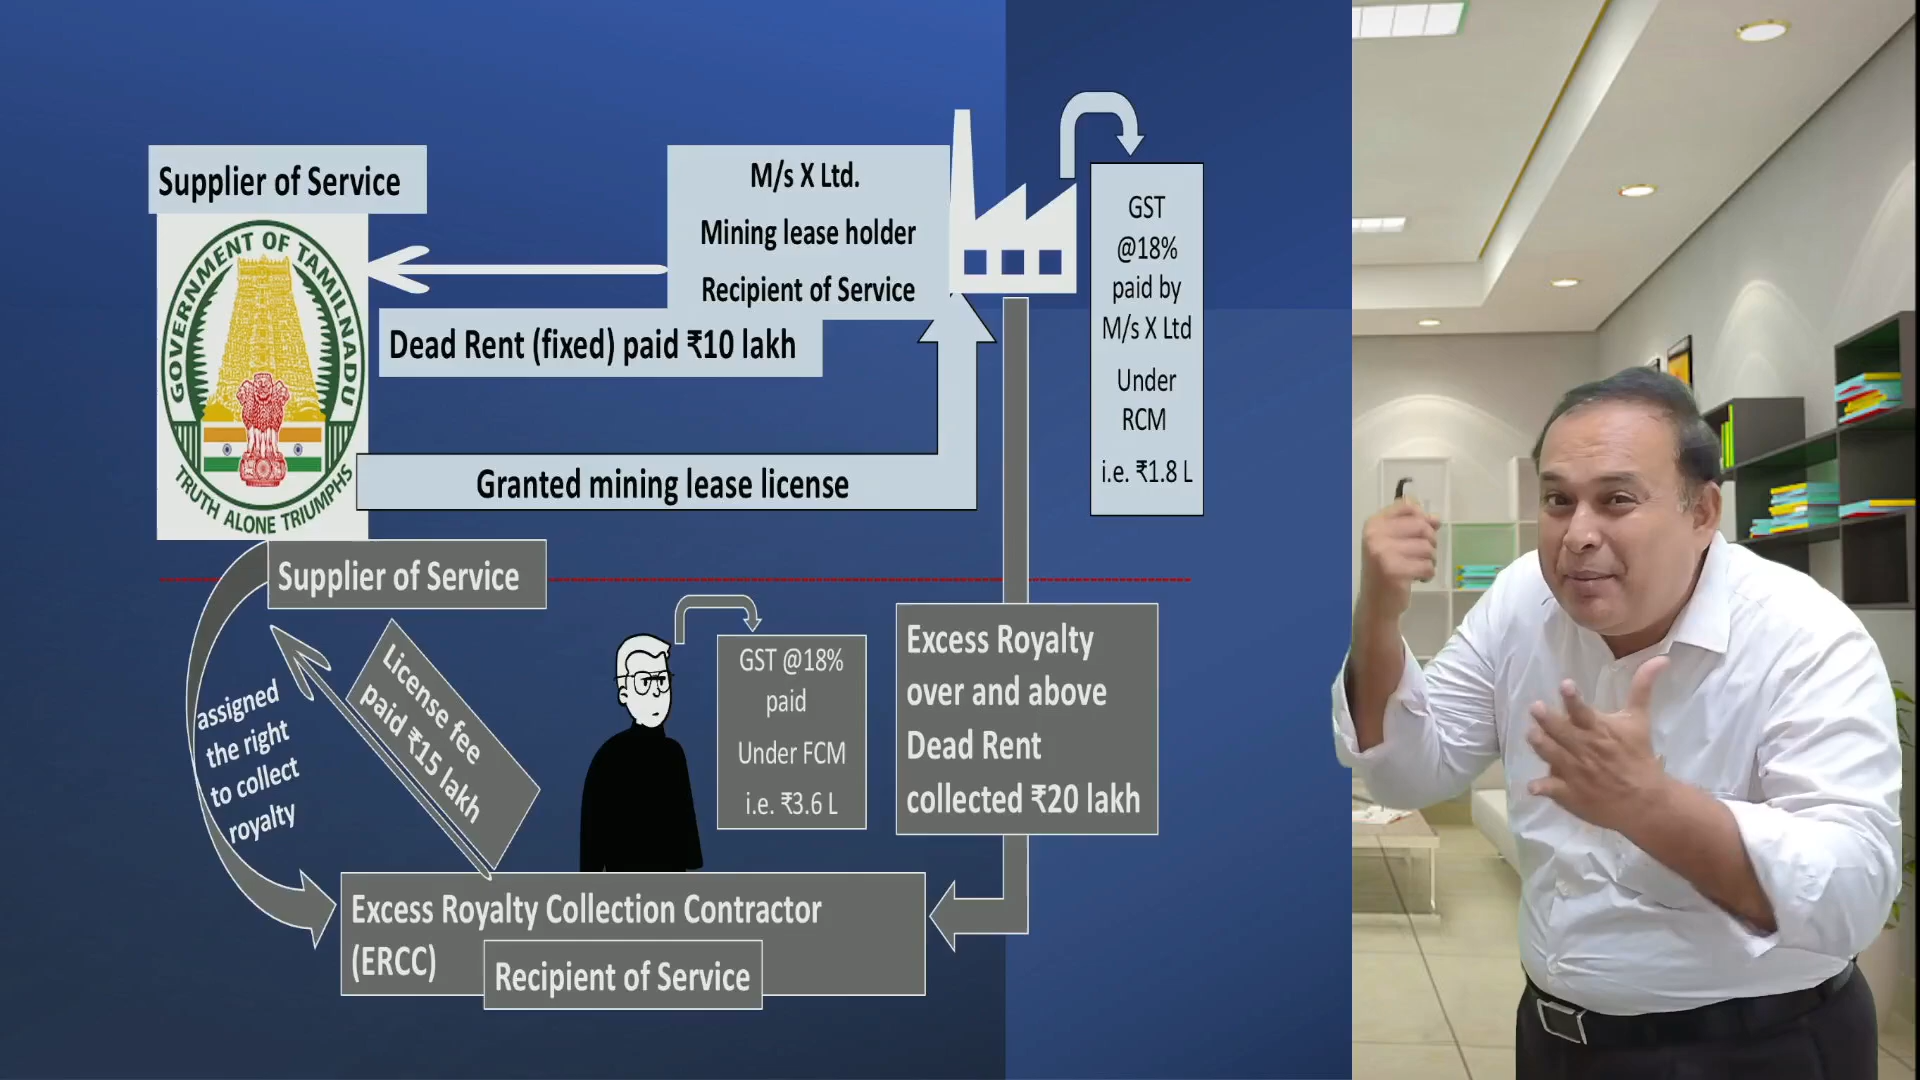 Supplier of Service
GOVERNMENT OF TAMILNADU
TRUTH ALONE TRIUMPHS
M/s X Ltd.
Mining lease holder
Recipient of Service
Dead Rent (fixed) paid ₹10 lakh
Granted mining lease license
GST
@18%
paid by
M/s X Ltd
Under
RCM
i.e. ₹1.8 L
Supplier of Service
assigned
the right
to collect
royalty
License fee
paid ₹15 lakh
GST @18%
paid
Under FCM
i.e. ₹3.6 L
Excess Royalty
over and above
Dead Rent
collected ₹20 lakh
Excess Royalty Collection Contractor
(ERCC)
Recipient of Service